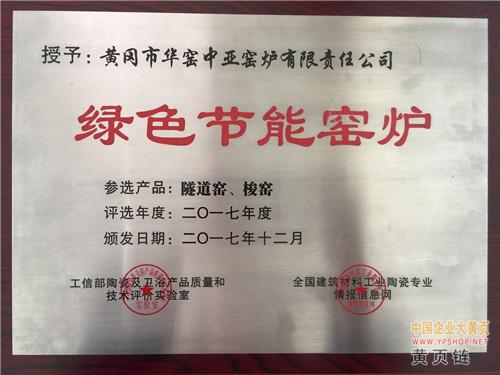 授予：黄冈市华窑中亚窑炉有限责任公司
绿色节能窑炉
参选产品：隧道窑、梭窑
评选年度：二〇一七年度
颁发日期：二〇一七年十二月
工信部陶瓷及卫浴产品质量和
技术评价实验室
全国建筑材料工业陶瓷专业
情报信息网
中国企业大黄页
WWW.YPSHOP.NET
黄页链